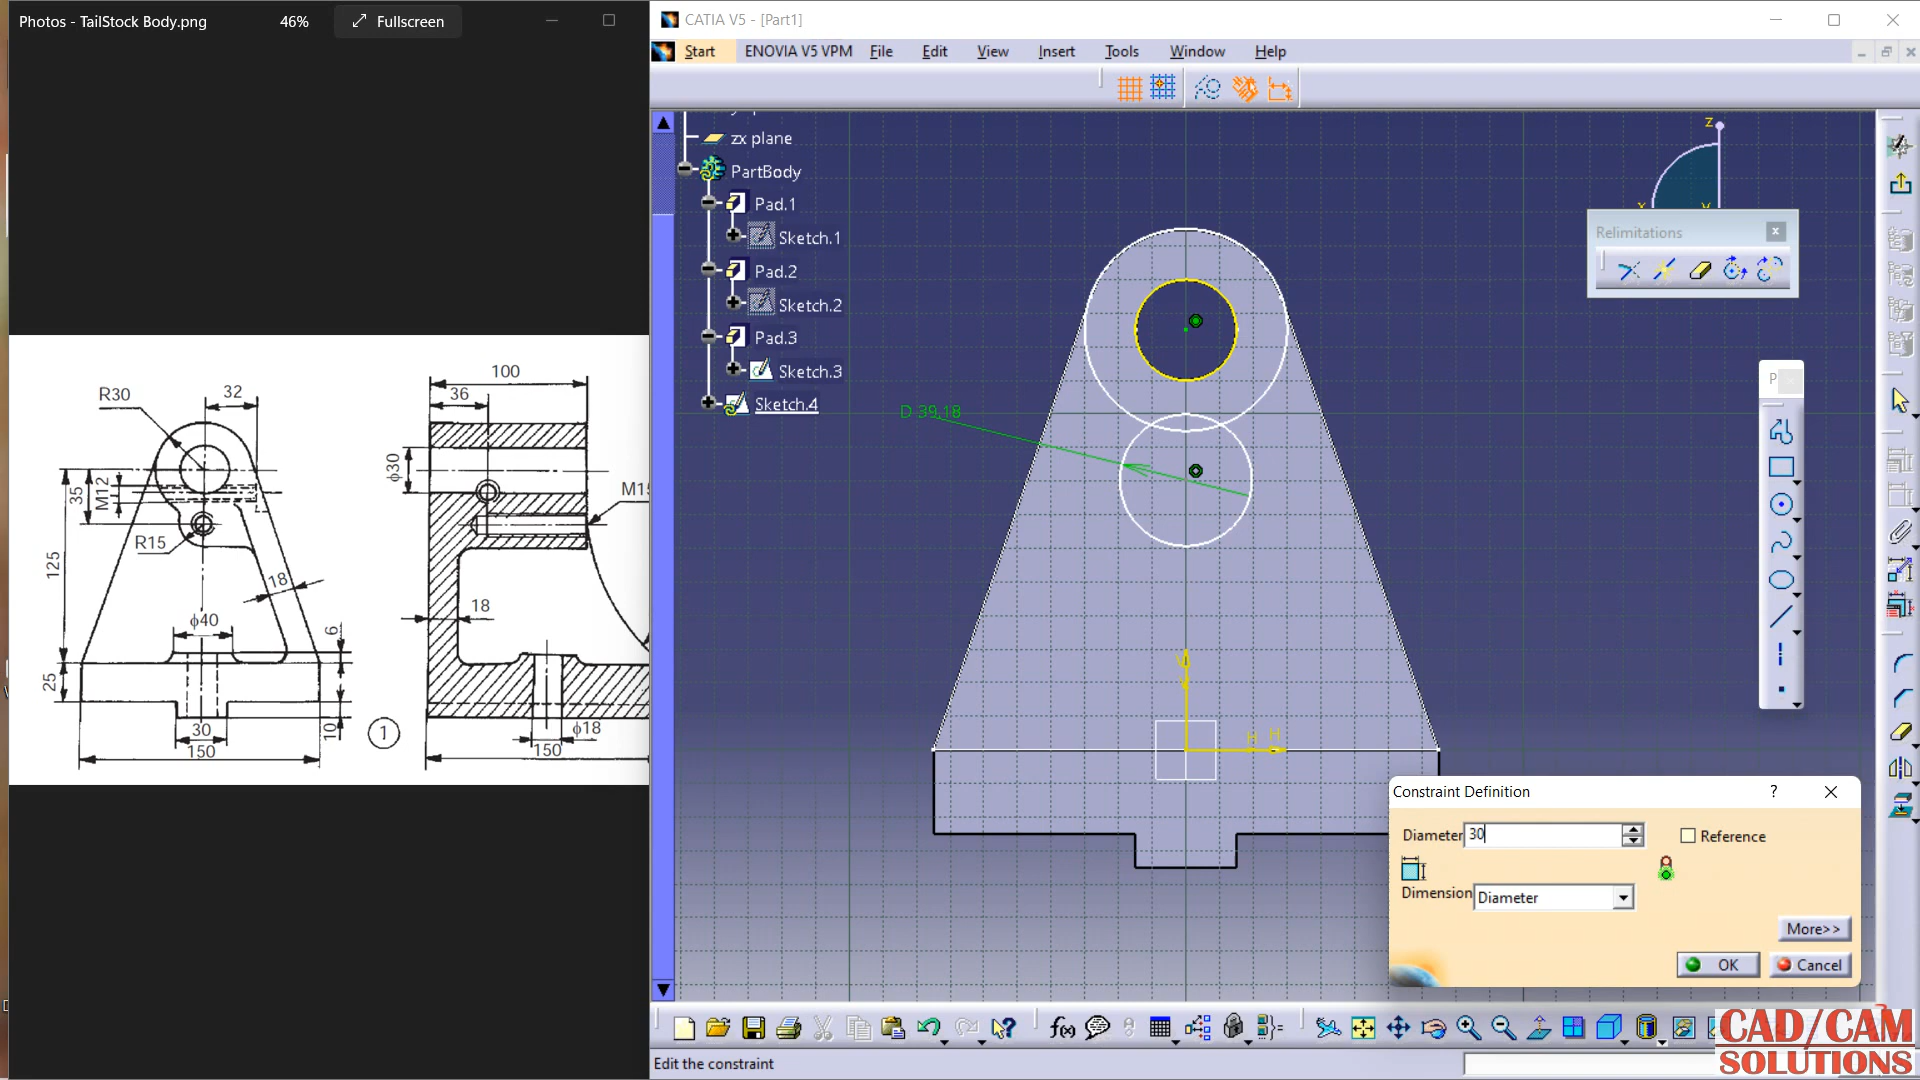 Photos - TailStock Body.png
46%
Fullscreen
CATIA V5 - [Part1]
Start
ENOVIA V5 VPM
File
Edit
View
Insert
Tools
Window
Help
zx plane
PartBody
Pad.1
Sketch.1
Pad.2
Sketch.2
Pad.3
Sketch.3
Sketch.4
D 39,18
z
x
Relimitations
P
H
H
R30
32
35
M12
R15
125
18
ϕ40
6
25
30
10
150
1
100
36
ϕ30
18
ϕ18
150
Constraint Definition
?
Diameter
30
Reference
Dimension
Diameter
More>>
OK
Cancel
f(x)
Edit the constraint
CAD/CAM
SOLUTIONS